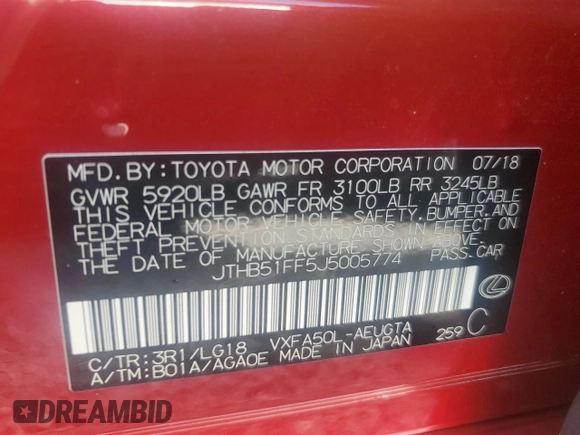 MFD. BY: TOYOTA MOTOR CORPORATION 07/18
GVWR 5920LB GAWR FR 3100LB RR 3245LB
THIS VEHICLE CONFORMS TO ALL APPLICABLE
FEDERAL MOTOR VEHICLE SAFETY, BUMPER, AND
THEFT PREVENTION STANDARDS IN EFFECT ON
THE DATE OF MANUFACTURE SHOWN ABOVE.
JTHB51FF5J5005774 PASS. CAR
C/TR: 3R1/LG18 VXFA50L-AEUGTA 259 C
A/TM: B01A/AGA0E MADE IN JAPAN
DREAMBID